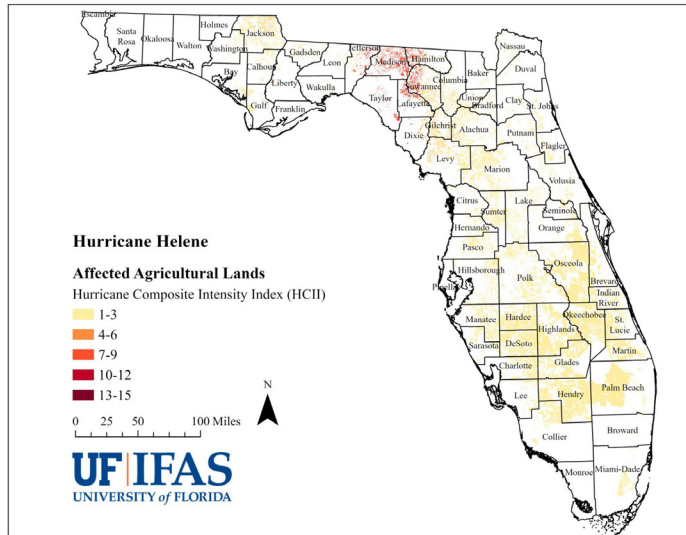 Escambia
Santa
Rosa
Okaloosa
Walton
Holmes
Washington
Jackson
Bay
Calhoun
Gulf
Gadsden
Liberty
Franklin
Leon
Wakulla
Jefferson
Madison
Taylor
Hamilton
Suwannee
Lafayette
Dixie
Columbia
Gilchrist
Levy
Baker
Union
Bradford
Alachua
Marion
Nassau
Duval
Clay
St. Johns
Putnam
Flagler
Volusia
Citrus
Sumter
Lake
Seminole
Hernando
Orange
Pasco
Hillsborough
Pinellas
Polk
Osceola
Brevard
Indian
River
Manatee
Hardee
Highlands
Okeechobee
St.
Lucie
Sarasota
DeSoto
Martin
Charlotte
Glades
Lee
Hendry
Palm Beach
Collier
Broward
Monroe
Miami-Dade
Hurricane Helene
Affected Agricultural Lands
Hurricane Composite Intensity Index (HCII)
1-3
4-6
7-9
10-12
13-15
N
0 25 50 100 Miles
UF|IFAS
UNIVERSITY of FLORIDA